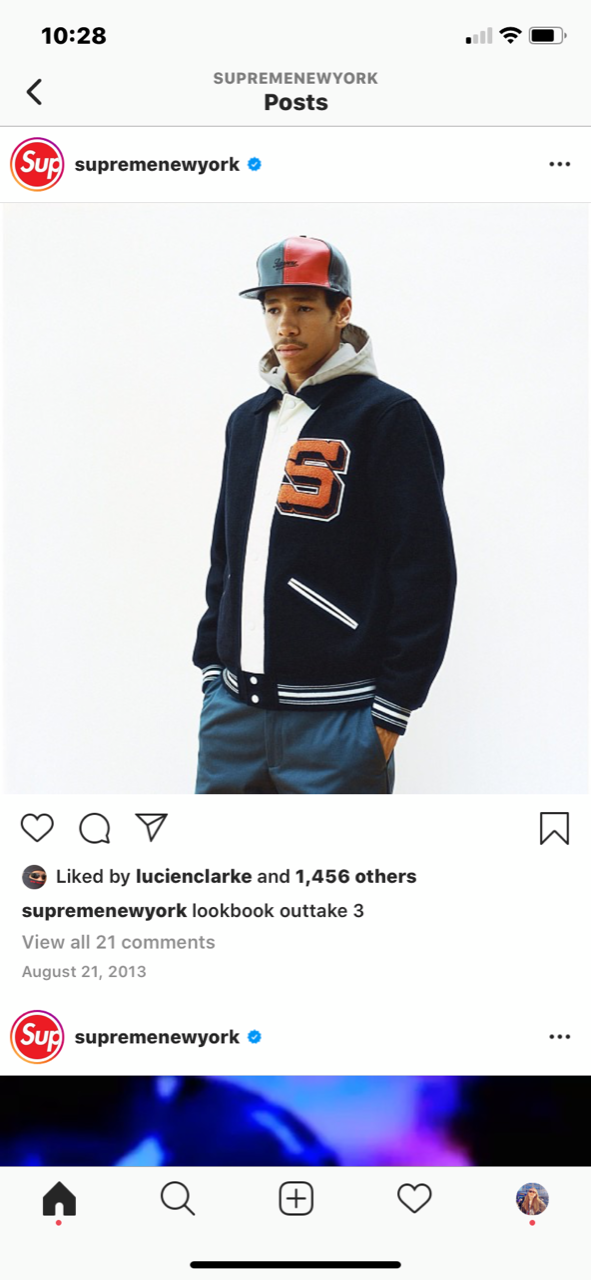 10:28
SUPREMENEWYORK
Posts
Sup
supremenewyork
S
Liked by lucienclarke and 1,456 others
supremenewyork lookbook outtake 3
View all 21 comments
August 21, 2013
Sup
supremenewyork